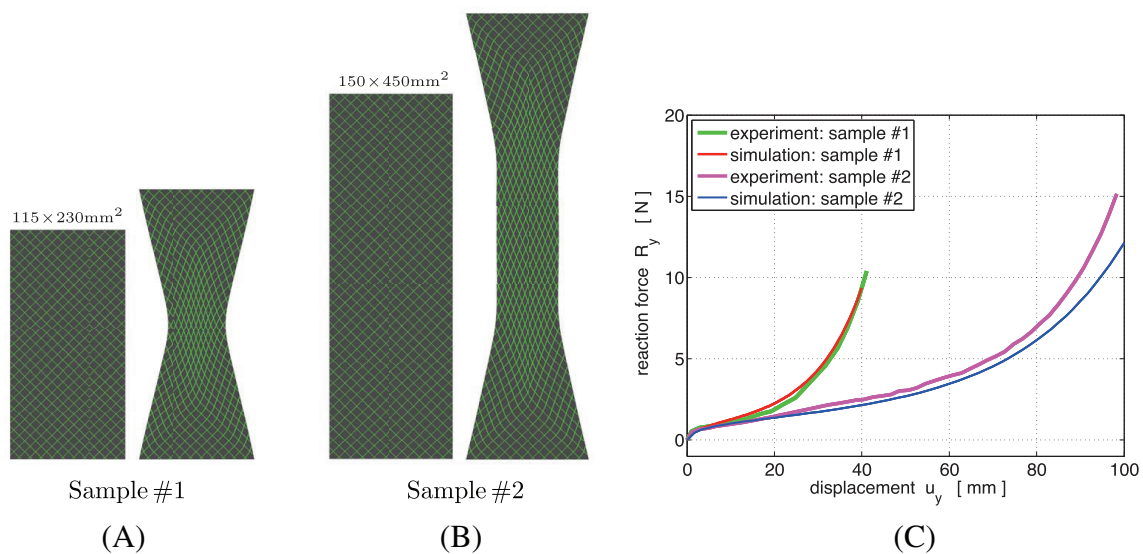 115×230mm²
Sample #1
(A)
150×450mm²
Sample #2
(B)
20
15
10
5
0
reaction force R_y [ N ]
experiment: sample #1
simulation: sample #1
experiment: sample #2
simulation: sample #2
0 20 40 60 80 100
displacement u_y [ mm ]
(C)